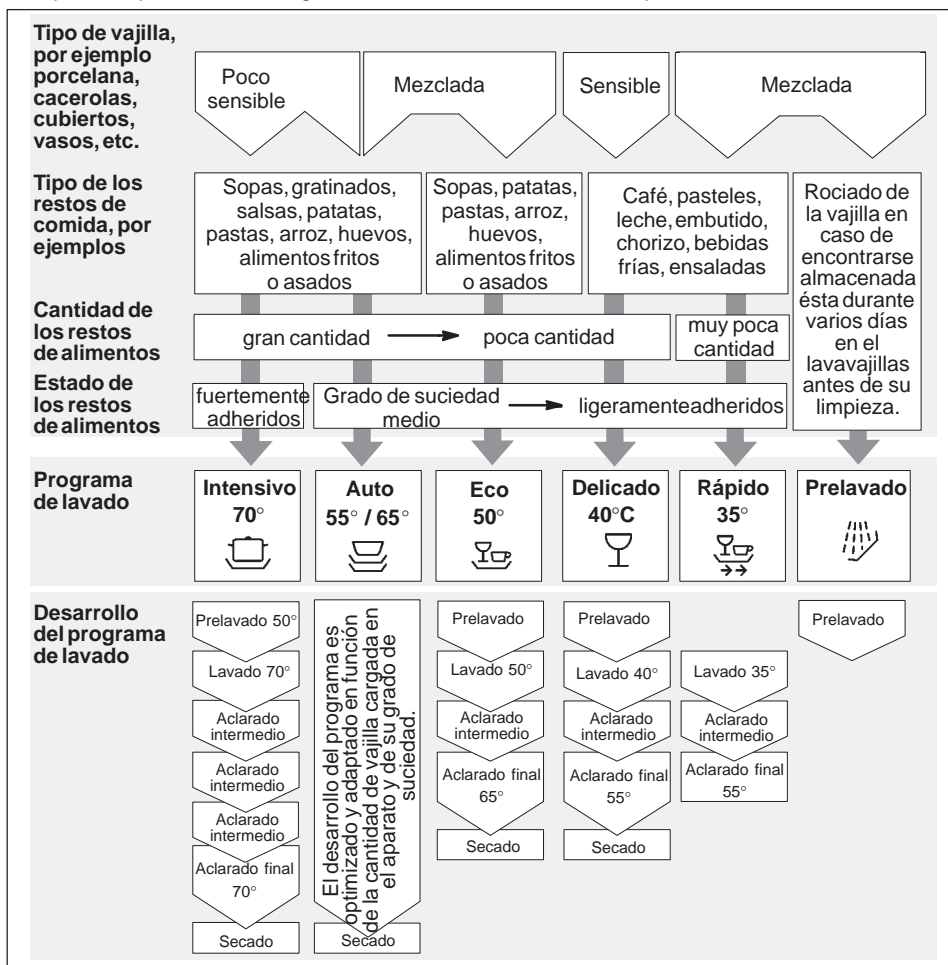 Tipo de vajilla,
por ejemplo
porcelana,
cacerolas,
cubiertos,
vasos, etc.
Poco
sensible
Mezclada
Sensible
Mezclada
Tipo de los
restos de
comida, por
ejemplos
Sopas, gratinados,
salsas, patatas,
pastas, arroz, huevos,
alimentos fritos
o asados
Sopas, patatas,
pastas, arroz,
huevos,
alimentos fritos
o asados
Café, pasteles,
leche, embutido,
chorizo, bebidas
frías, ensaladas
Rociado de
la vajilla en
caso de
encontrarse
almacenada
ésta durante
varios días
en el
lavavajillas
antes de su
limpieza.
Cantidad de
los restos
de alimentos
gran cantidad → poca cantidad
muy poca
cantidad
Estado de
los restos
de alimentos
fuertemente
adheridos
Grado de suciedad
medio → ligeramente adheridos
Programa
de lavado
Intensivo
70°
Auto
55° / 65°
Eco
50°
Delicado
40°C
Rápido
35°
Prelavado
Desarrollo
del programa
de lavado
Prelavado 50°
Lavado 70°
Aclarado
intermedio
Aclarado
intermedio
Aclarado
intermedio
Aclarado final
70°
Secado
El desarrollo del programa es
optimizado y adaptado en función
de la cantidad de vajilla cargada en
el aparato y de su grado de
suciedad.
Secado
Prelavado
Lavado 50°
Aclarado
intermedio
Aclarado final
65°
Secado
Prelavado
Lavado 40°
Aclarado
intermedio
Aclarado final
55°
Secado
Lavado 35°
Aclarado
intermedio
Aclarado final
55°
Prelavado